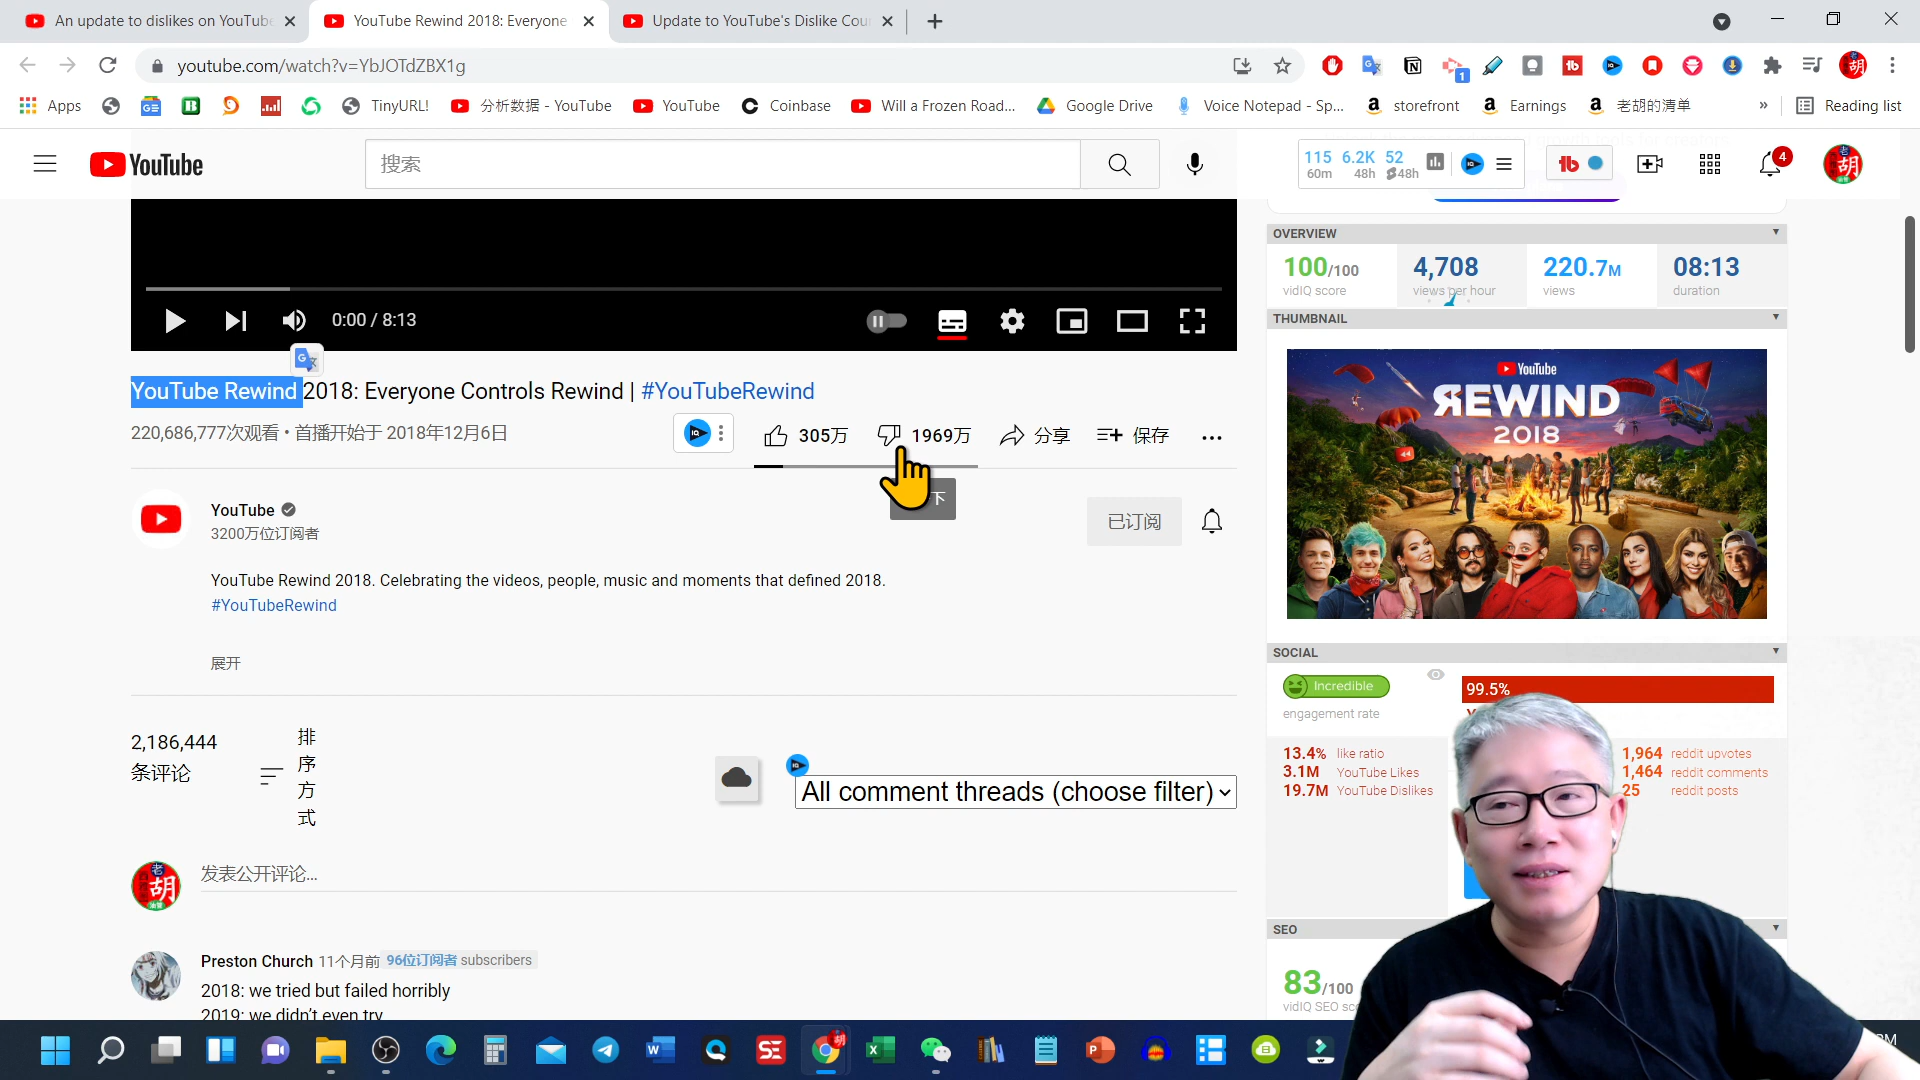 An update to dislikes on YouTube
YouTube Rewind 2018: Everyone
Update to YouTube's Dislike Cou
youtube.com/watch?v=YbJOTdZBX1g
1
胡
Apps
TinyURL!
分析数据 - YouTube
YouTube
Coinbase
Will a Frozen Road...
Google Drive
Voice Notepad - Sp...
storefront
Earnings
老胡的清单
»
Reading list
YouTube
搜索
115 6.2K 52
60m 48h 48h
4
胡
0:00 / 8:13
OVERVIEW
100/100 4,708 220.7M 08:13
vidIQ score views per hour views duration
THUMBNAIL
YouTube
REWIND
2018
YouTube Rewind 2018: Everyone Controls Rewind | #YouTubeRewind
220,686,777次观看 • 首播开始于 2018年12月6日
305万
1969万
分享
保存
下
YouTube
3200万位订阅者
已订阅
YouTube Rewind 2018. Celebrating the videos, people, music and moments that defined 2018.
#YouTubeRewind
展开
SOCIAL
Incredible
engagement rate
99.5%
13.4% like ratio
3.1M YouTube Likes
19.7M YouTube Dislikes
1,964 reddit upvotes
1,464 reddit comments
25 reddit posts
2,186,444
条评论
排
序
方
式
All comment threads (choose filter)
老
胡
发表公开评论...
SEO
83/100
vidIQ SEO sco
Preston Church 11个月前 96位订阅者 subscribers
2018: we tried but failed horribly
2019: we didn't even try